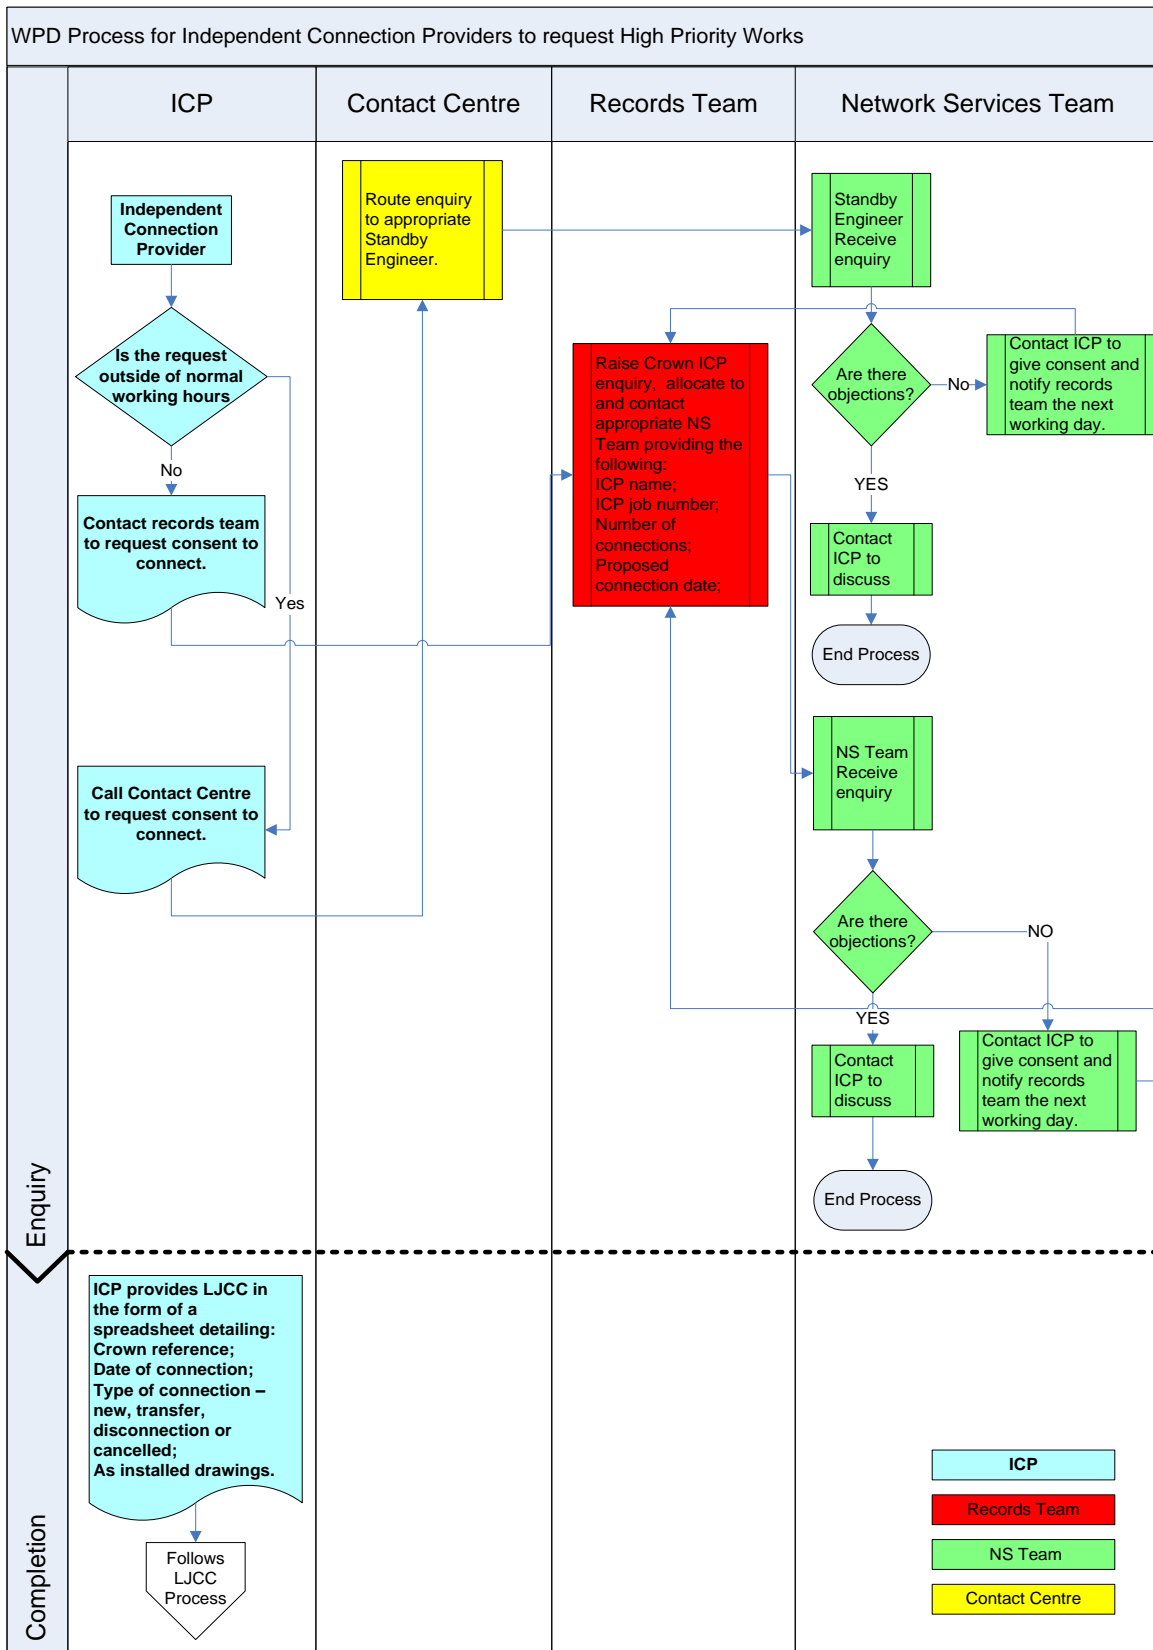 WPD Process for Independent Connection Providers to request High Priority Works
ICP
Contact Centre
Records Team
Network Services Team
Independent
Connection
Provider
Is the request
outside of normal
working hours
No
Yes
Contact records team
to request consent to
connect.
Call Contact Centre
to request consent to
connect.
Route enquiry
to appropriate
Standby
Engineer.
Raise Crown ICP
enquiry, allocate to
and contact
appropriate NS
Team providing the
following:
ICP name;
ICP job number;
Number of
connections;
Proposed
connection date;
Standby
Engineer
Receive
enquiry
Are there
objections?
No
Contact ICP to
give consent and
notify records
team the next
working day.
YES
Contact
ICP to
discuss
End Process
NS Team
Receive
enquiry
Are there
objections?
NO
YES
Contact
ICP to
discuss
Contact ICP to
give consent and
notify records
team the next
working day.
End Process
Enquiry
ICP provides LJCC in
the form of a
spreadsheet detailing:
Crown reference;
Date of connection;
Type of connection –
new, transfer,
disconnection or
cancelled;
As installed drawings.
Follows
LJCC
Process
Completion
ICP
Records Team
NS Team
Contact Centre